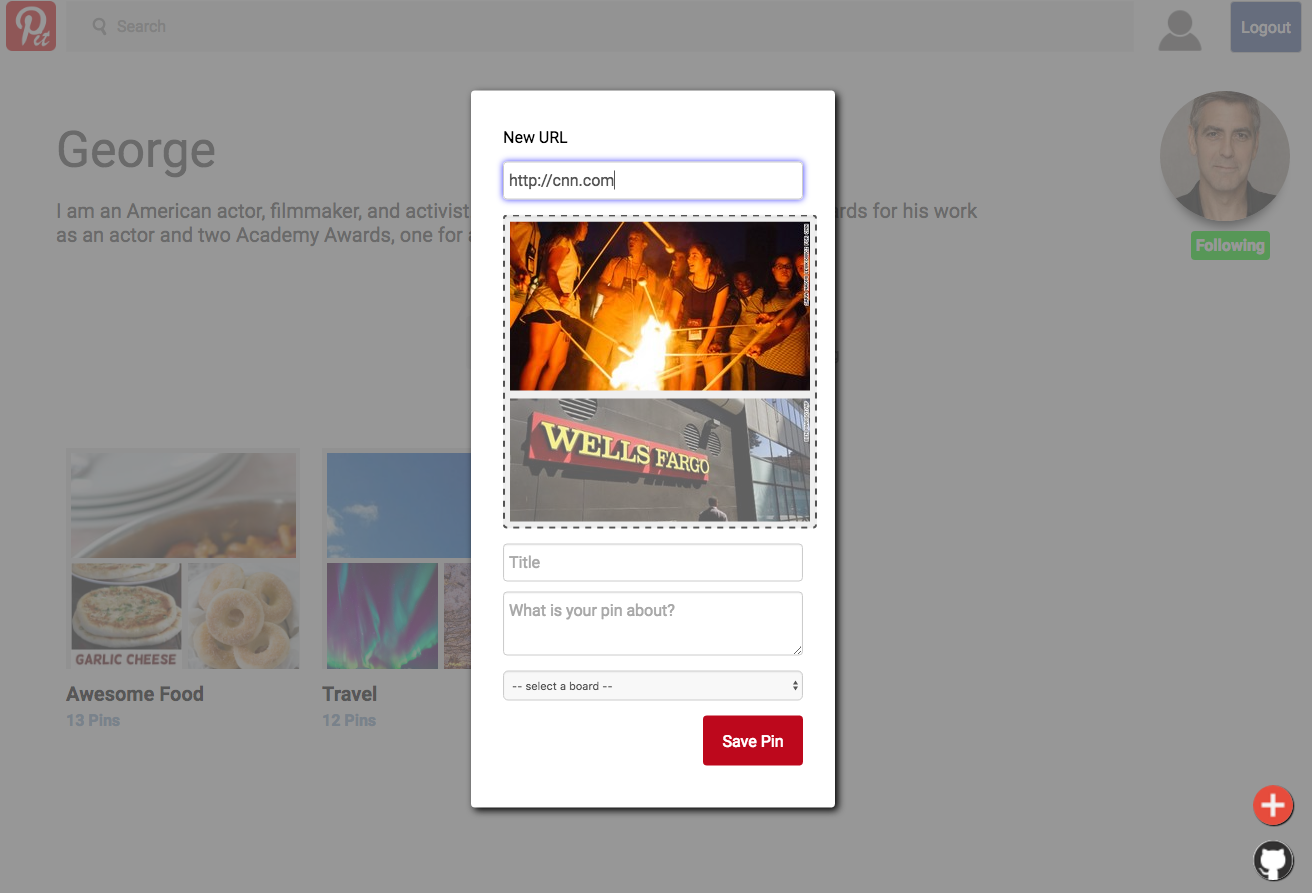 Pit
Search
Logout
George
I am an American actor, filmmaker, and activist
rds for his work
as an actor and two Academy Awards, one for a
Following
New URL
http://cnn.com
WELLS FARGO
Title
What is your pin about?
-- select a board --
Save Pin
GARLIC CHEESE
Awesome Food
Travel
13 Pins
12 Pins